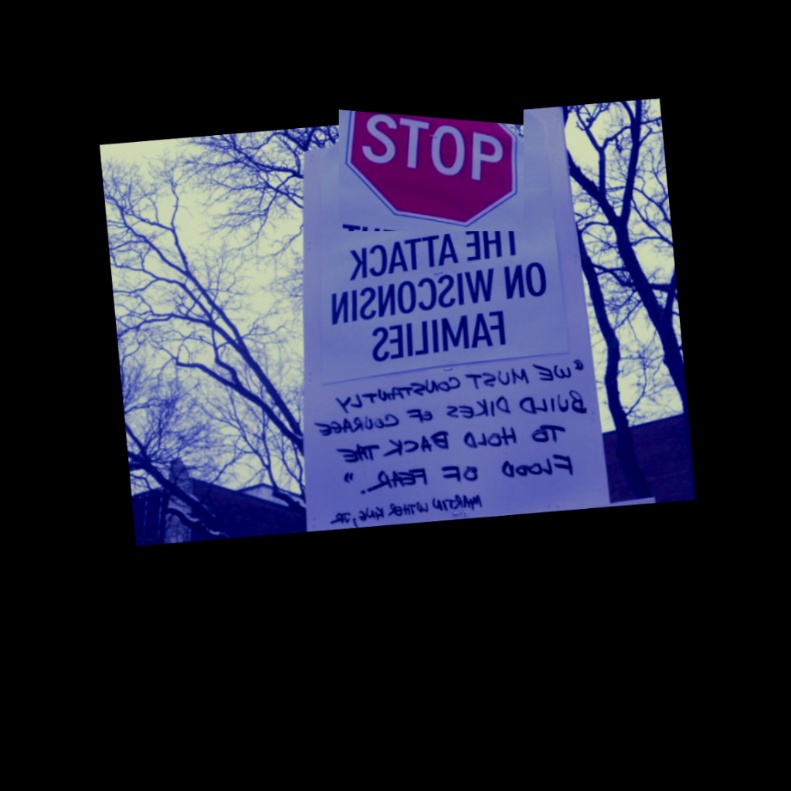 STOP
THE ATTACK
ON WISCONSIN
FAMILIES
"WE MUST CONSTANTLY
BUILD DIKES OF COURAGE
TO HOLD BACK THE
FLOOD OF FEAR."
MARTIN LUTHER KING, JR